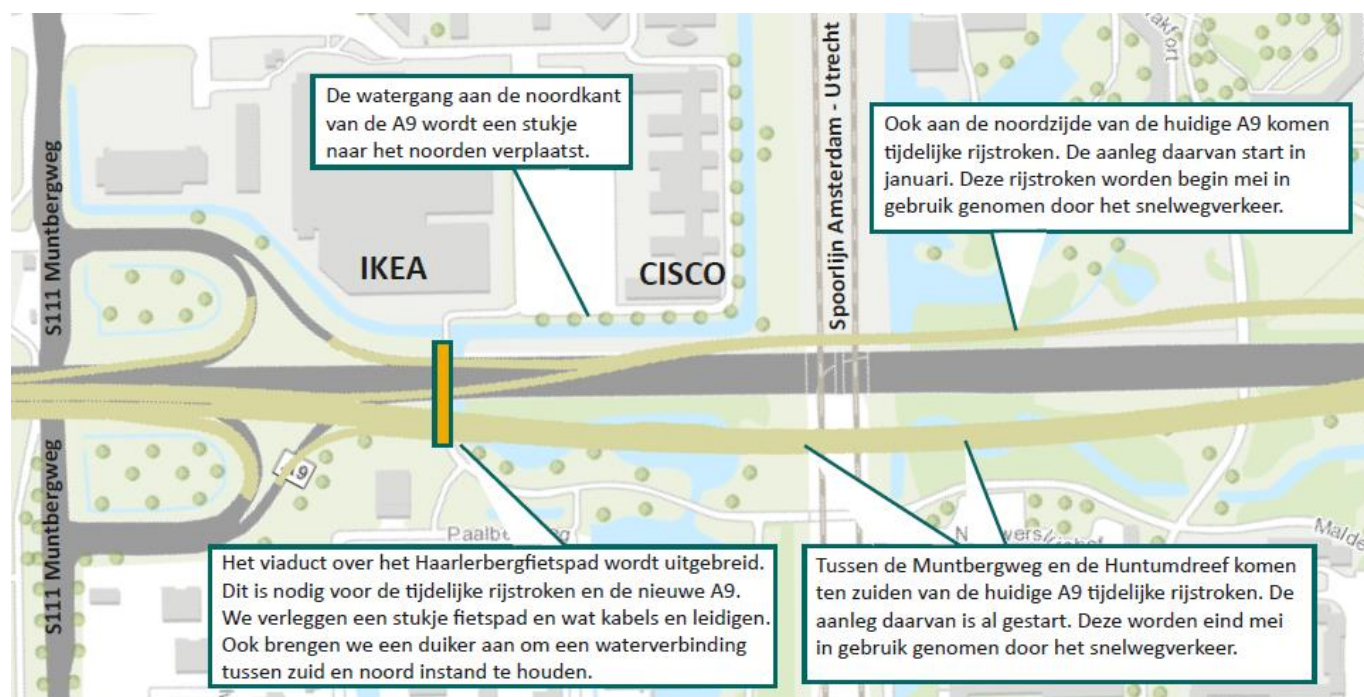 De watergang aan de noordkant
van de A9 wordt een stukje
naar het noorden verplaatst.
Ook aan de noordzijde van de huidige A9 komen
tijdelijke rijstroken. De aanleg daarvan start in
januari. Deze rijstroken worden begin mei in
gebruik genomen door het snelwegverkeer.
S111 Muntbergweg
IKEA
CISCO
Spoorlijn Amsterdam - Utrecht
S111 Muntbergweg
Het viaduct over het Haarlerbergfietspad wordt uitgebreid.
Dit is nodig voor de tijdelijke rijstroken en de nieuwe A9.
We verleggen een stukje fietspad en wat kabels en leidigen.
Ook brengen we een duiker aan om een waterverbinding
tussen zuid en noord instand te houden.
Tussen de Muntbergweg en de Huntumdreef komen
ten zuiden van de huidige A9 tijdelijke rijstroken. De
aanleg daarvan is al gestart. Deze worden eind mei
in gebruik genomen door het snelwegverkeer.